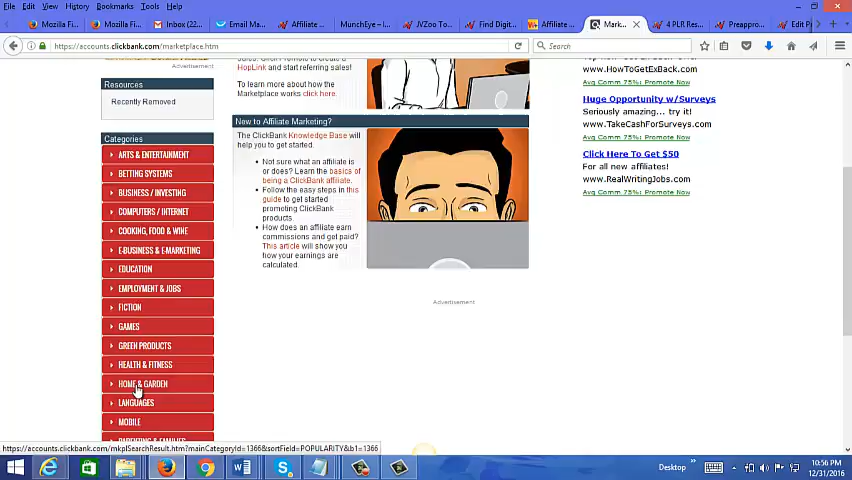 File Edit View History Bookmarks Tools Help
Mozilla Fi...
Mozilla Fi...
Inbox (22...
Email Ma...
Affiliate ...
MunchEye – l...
JVZoo T...
Find Digit...
Affiliate ...
Mark...
4 PLR Res...
Preappro...
Edit P
https://accounts.clickbank.com/marketplace.htm
Search
Advertisement
Resources
Recently Removed
Categories
ARTS & ENTERTAINMENT
BETTING SYSTEMS
BUSINESS / INVESTING
COMPUTERS / INTERNET
COOKING, FOOD & WINE
E-BUSINESS & E-MARKETING
EDUCATION
EMPLOYMENT & JOBS
FICTION
GAMES
GREEN PRODUCTS
HEALTH & FITNESS
HOME & GARDEN
LANGUAGES
MOBILE
PARENTING & FAMILIES
HopLink and start referring sales!
To learn more about how the
Marketplace works click here.
New to Affiliate Marketing?
The ClickBank Knowledge Base will
help you to get started.
Not sure what an affiliate is
or does? Learn the basics of
being a ClickBank affiliate.
Follow the easy steps in this
guide to get started
promoting ClickBank
products.
How does an affiliate earn
commissions and get paid?
This article will show you
how your earnings are
calculated.
Advertisement
www.HowToGetExBack.com
Avg Comm 75%: Promote Now
Huge Opportunity w/Surveys
Seriously amazing... try it!
www.TakeCashForSurveys.com
Avg Comm 75%: Promote Now
Click Here To Get $50
For all new affiliates!
www.RealWritingJobs.com
Avg Comm 75%: Promote Now
https://accounts.clickbank.com/mkplSearchResult.htm?mainCategoryId=1366&sortField=POPULARITY&b1=1366
Desktop
10:56 PM
12/31/2016